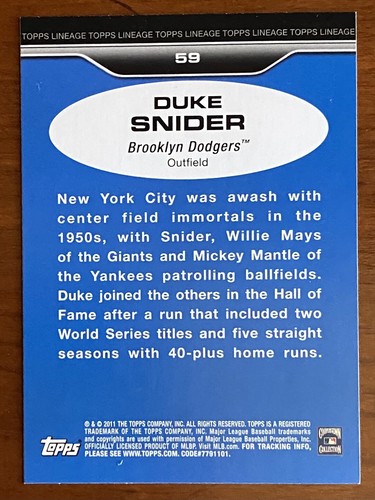 TOPPS LINEAGE TOPPS LINEAGE TOPPS LINEAGE TOPPS LINEAGE TOPPS LINEAGE
59
DUKE
SNIDER
Brooklyn Dodgers™
Outfield
New York City was awash with
center field immortals in the
1950s, with Snider, Willie Mays
of the Giants and Mickey Mantle of
the Yankees patrolling ballfields.
Duke joined the others in the Hall of
Fame after a run that included two
World Series titles and five straight
seasons with 40-plus home runs.
® & © 2011 THE TOPPS COMPANY, INC. ALL RIGHTS RESERVED. TOPPS IS A REGISTERED
TRADEMARK OF THE TOPPS COMPANY, INC. Major League Baseball trademarks
and copyrights are used with permission of Major League Baseball Properties, Inc.
OFFICIALLY LICENSED PRODUCT OF MLBP. Visit MLB.com. FOR TRACKING INFO,
PLEASE SEE WWW.TOPPS.COM. CODE#7791101.
Topps
COOPERSTOWN
COLLECTION